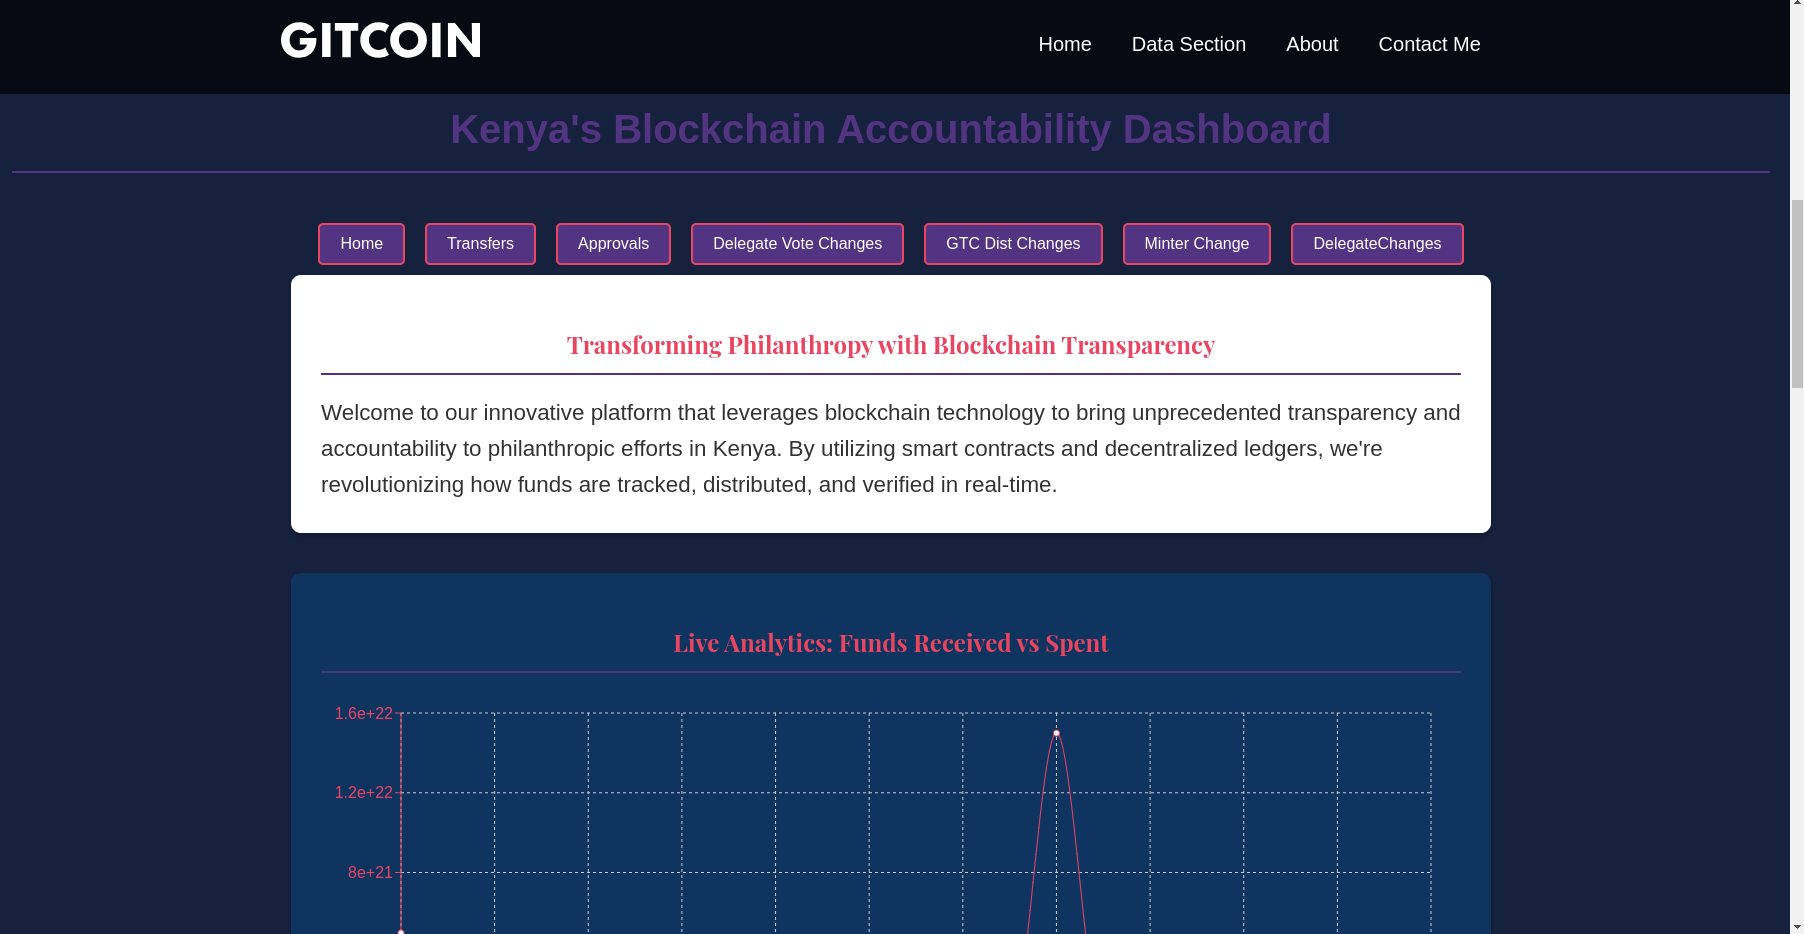 GITCOIN
Home Data Section About Contact Me
Kenya's Blockchain Accountability Dashboard
Home Transfers Approvals Delegate Vote Changes GTC Dist Changes Minter Change DelegateChanges
Transforming Philanthropy with Blockchain Transparency
Welcome to our innovative platform that leverages blockchain technology to bring unprecedented transparency and
accountability to philanthropic efforts in Kenya. By utilizing smart contracts and decentralized ledgers, we're
revolutionizing how funds are tracked, distributed, and verified in real-time.
Live Analytics: Funds Received vs Spent
1.6e+22
1.2e+22
8e+21